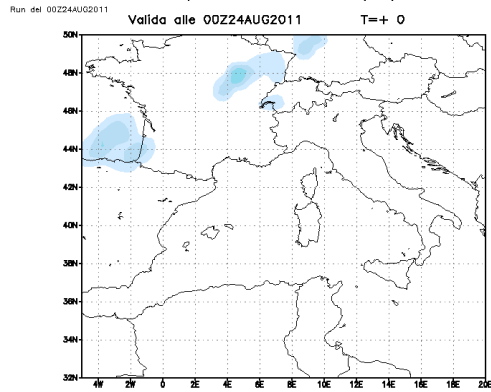 Run del 00Z24AUG2011
Valida alle 00Z24AUG2011 T=+ 0
50N
48N
46N
44N
42N
40N
38N
36N
34N
32N
4W 2W 0 2E 4E 6E 8E 10E 12E 14E 16E 18E 20E